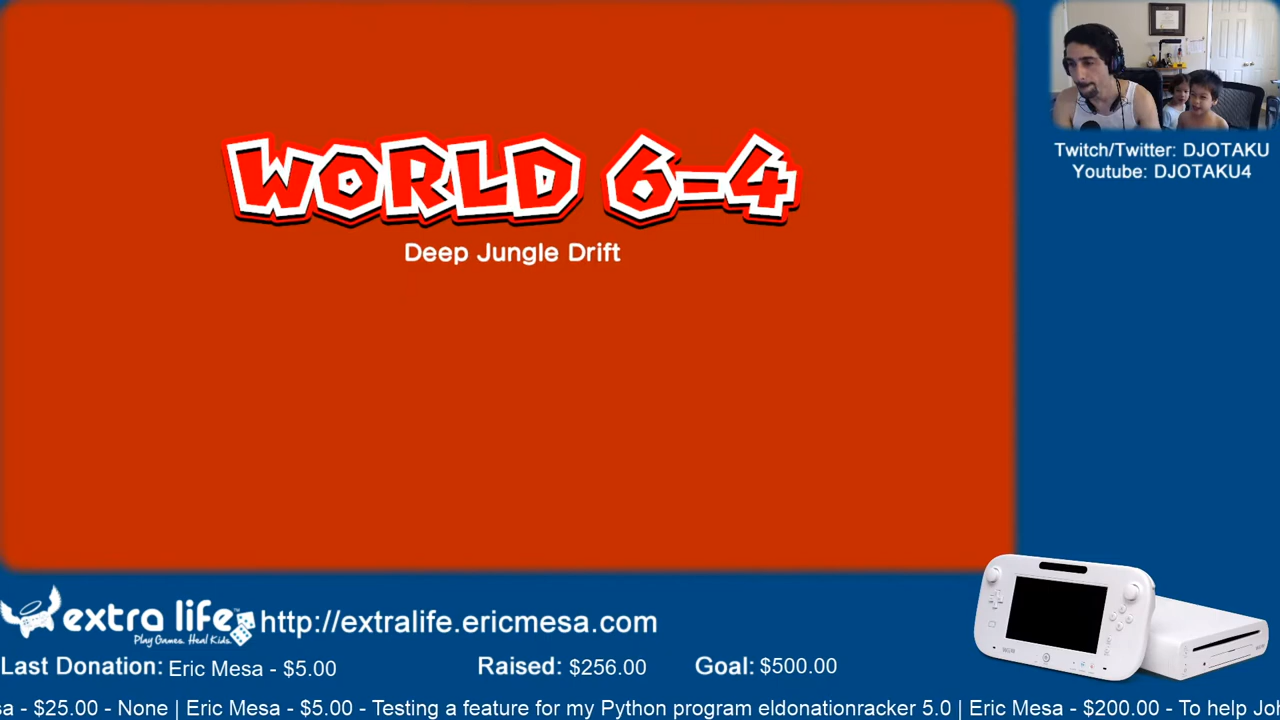 WORLD 6-4
Deep Jungle Drift
Twitch/Twitter: DJOTAKU
Youtube: DJOTAKU4
extra life
Play Games. Heal Kids.
http://extralife.ericmesa.com
Last Donation: Eric Mesa - $5.00
Raised: $256.00
Goal: $500.00
sa - $25.00 - None | Eric Mesa - $5.00 - Testing a feature for my Python program eldonationracker 5.0 | Eric Mesa - $200.00 - To help Joh